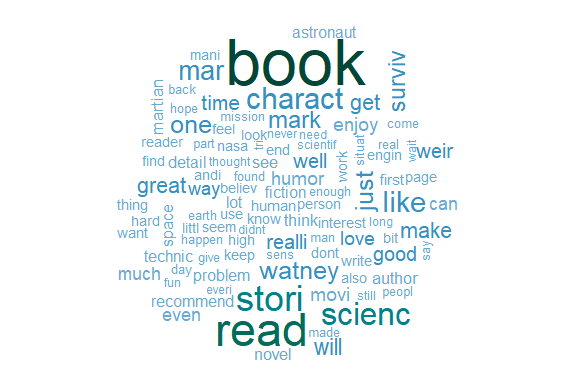 astronaut
mani book
mar surviv
back
martian hope time charact get
mission mark
one feel look never need enjoy come
reader part nasa tri end scientif situat real wait weir
find detail thought see well work engin
andi found humor first page
great way believ fiction enough just like can
thing lot human person
space earth use know think interest long make
hard littl seem didnt
want happen high realli man love bit say
technic give keep sens dont good
much day problem watney write also author
fun everi stori movi still peopl
recommend
even read made scienc
novel will